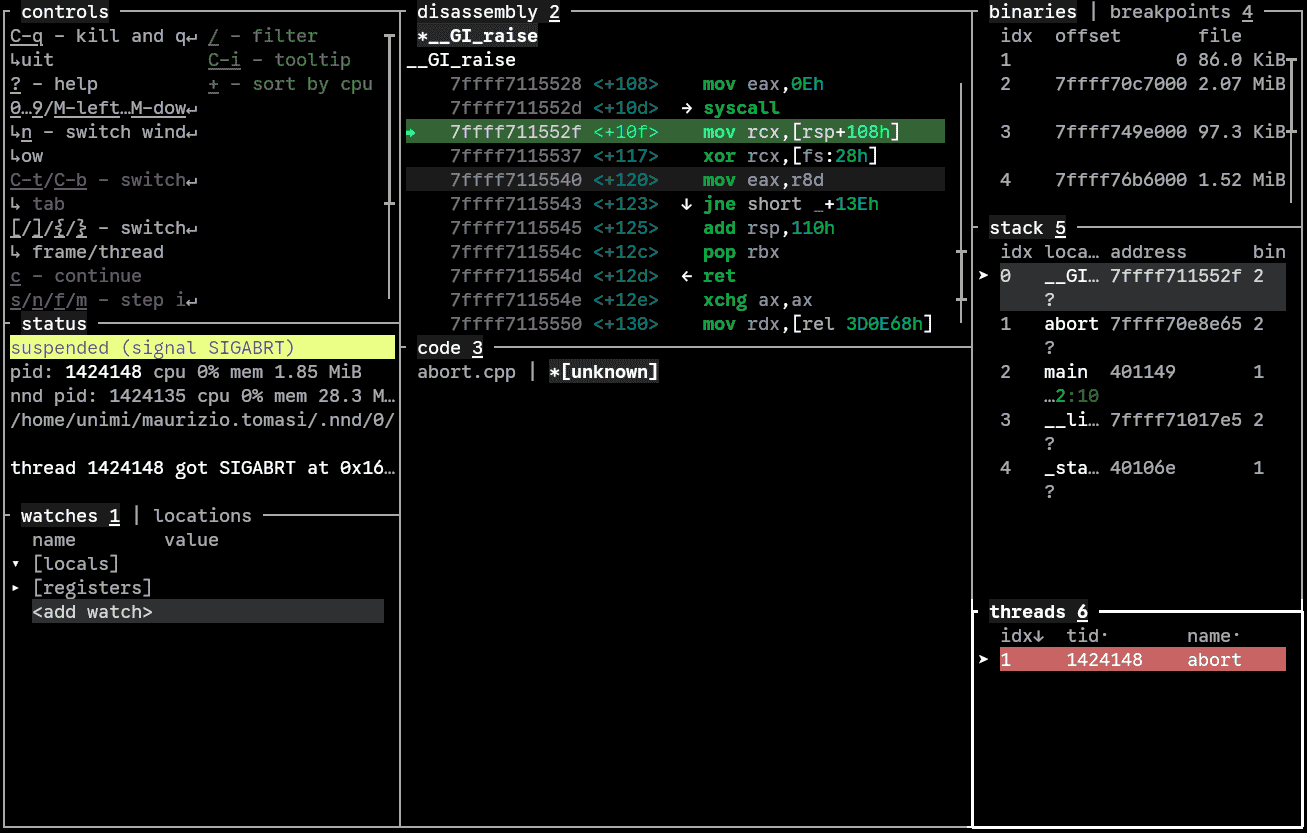 controls
C-q - kill and q↵ / - filter
↳uit C-i - tooltip
? - help + - sort by cpu
0…9/M-left…M-dow↵
↳n - switch wind↵
↳ow
C-t/C-b - switch↵
↳ tab
[/]/{/} - switch↵
↳ frame/thread
c - continue
s/n/f/m - step i↵
status
suspended (signal SIGABRT)
pid: 1424148 cpu 0% mem 1.85 MiB
nnd pid: 1424135 cpu 0% mem 28.3 M…
/home/unimi/maurizio.tomasi/.nnd/0/
thread 1424148 got SIGABRT at 0x16…
watches 1 | locations
name value
▾ [locals]
▸ [registers]
<add watch>
disassembly 2
*__GI_raise
__GI_raise
7ffff7115528 <+108> mov eax,0Eh
7ffff711552d <+10d> → syscall
➡ 7ffff711552f <+10f> mov rcx,[rsp+108h]
7ffff7115537 <+117> xor rcx,[fs:28h]
7ffff7115540 <+120> mov eax,r8d
7ffff7115543 <+123> ↓ jne short _+13Eh
7ffff7115545 <+125> add rsp,110h
7ffff711554c <+12c> pop rbx
7ffff711554d <+12d> ← ret
7ffff711554e <+12e> xchg ax,ax
7ffff7115550 <+130> mov rdx,[rel 3D0E68h]
code 3
abort.cpp | *[unknown]
binaries | breakpoints 4
idx offset file
1 0 86.0 KiB
2 7ffff70c7000 2.07 MiB
3 7ffff749e000 97.3 KiB
4 7ffff76b6000 1.52 MiB
stack 5
idx loca… address bin
➤ 0 __GI… 7ffff711552f 2
?
1 abort 7ffff70e8e65 2
?
2 main 401149 1
…2:10
3 __li… 7ffff71017e5 2
?
4 _sta… 40106e 1
?
threads 6
idx↓ tid· name·
➤ 1 1424148 abort